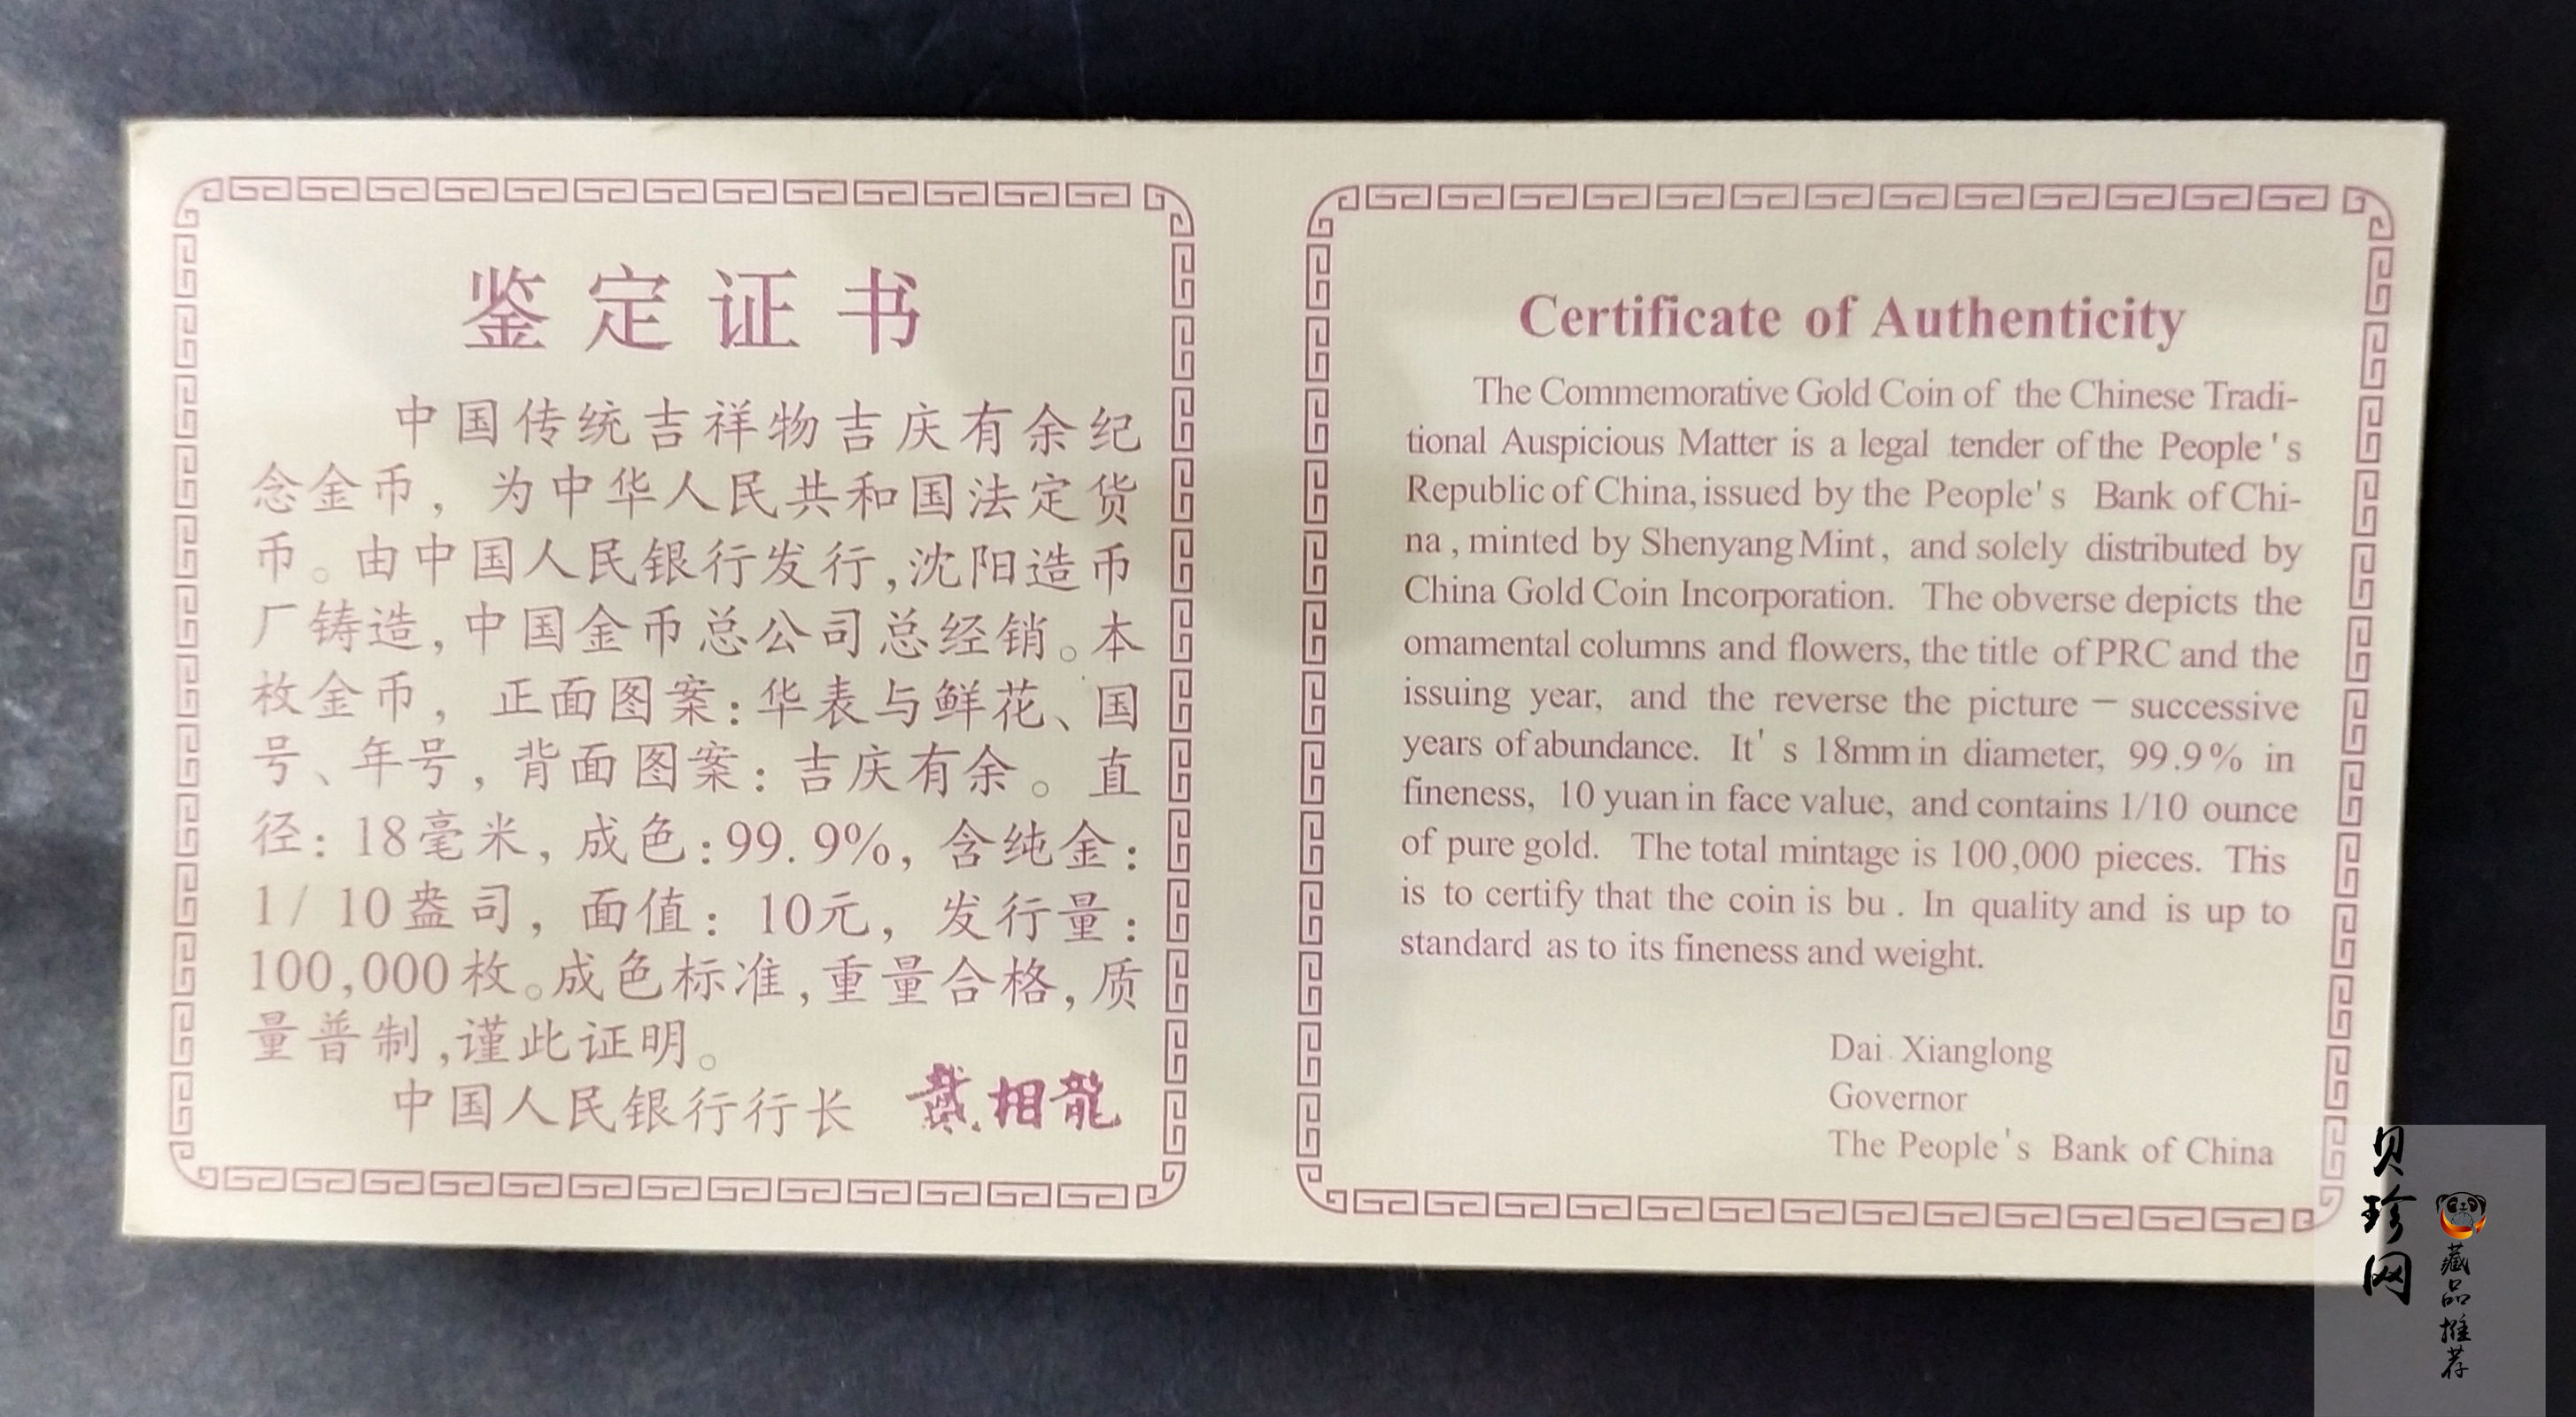 鉴定证书
中国传统吉祥物吉庆有余纪
念金币，为中华人民共和国法定货
币。由中国人民银行发行,沈阳造币
厂铸造,中国金币总公司总经销。本
枚金币，正面图案:华表与鲜花、国
号、年号,背面图案:吉庆有余。直
径:18毫米,成色:99.9%,含纯金:
1/10盎司,面值:10元,发行量:
100,000枚。成色标准,重量合格,质
量普制,谨此证明。
中国人民银行行长 戴相龍
Certificate of Authenticity
The Commemorative Gold Coin of the Chinese Tradi-
tional Auspicious Matter is a legal tender of the People's
Republic of China, issued by the People's Bank of Chi-
na, minted by Shenyang Mint, and solely distributed by
China Gold Coin Incorporation. The obverse depicts the
omamental columns and flowers, the title of PRC and the
issuing year, and the reverse the picture — successive
years of abundance. It's 18mm in diameter, 99.9% in
fineness, 10 yuan in face value, and contains 1/10 ounce
of pure gold. The total mintage is 100,000 pieces. This
is to certify that the coin is bu. In quality and is up to
standard as to its fineness and weight.
Dai Xianglong
Governor
The People's Bank of China
贝珍网
藏品推荐